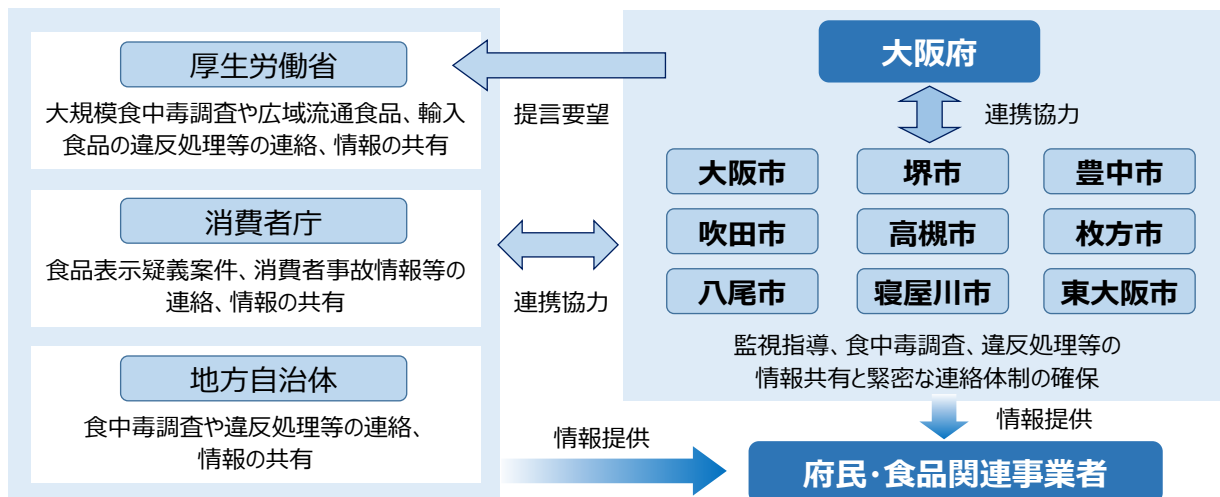 厚生労働省
大規模食中毒調査や広域流通食品、輸入
食品の違反処理等の連絡、情報の共有
消費者庁
食品表示疑義案件、消費者事故情報等の
連絡、情報の共有
地方自治体
食中毒調査や違反処理等の連絡、
情報の共有
提言要望
連携協力
情報提供
大阪府
連携協力
大阪市
堺市
豊中市
吹田市
高槻市
枚方市
八尾市
寝屋川市
東大阪市
監視指導、食中毒調査、違反処理等の
情報共有と緊密な連絡体制の確保
情報提供
府民・食品関連事業者